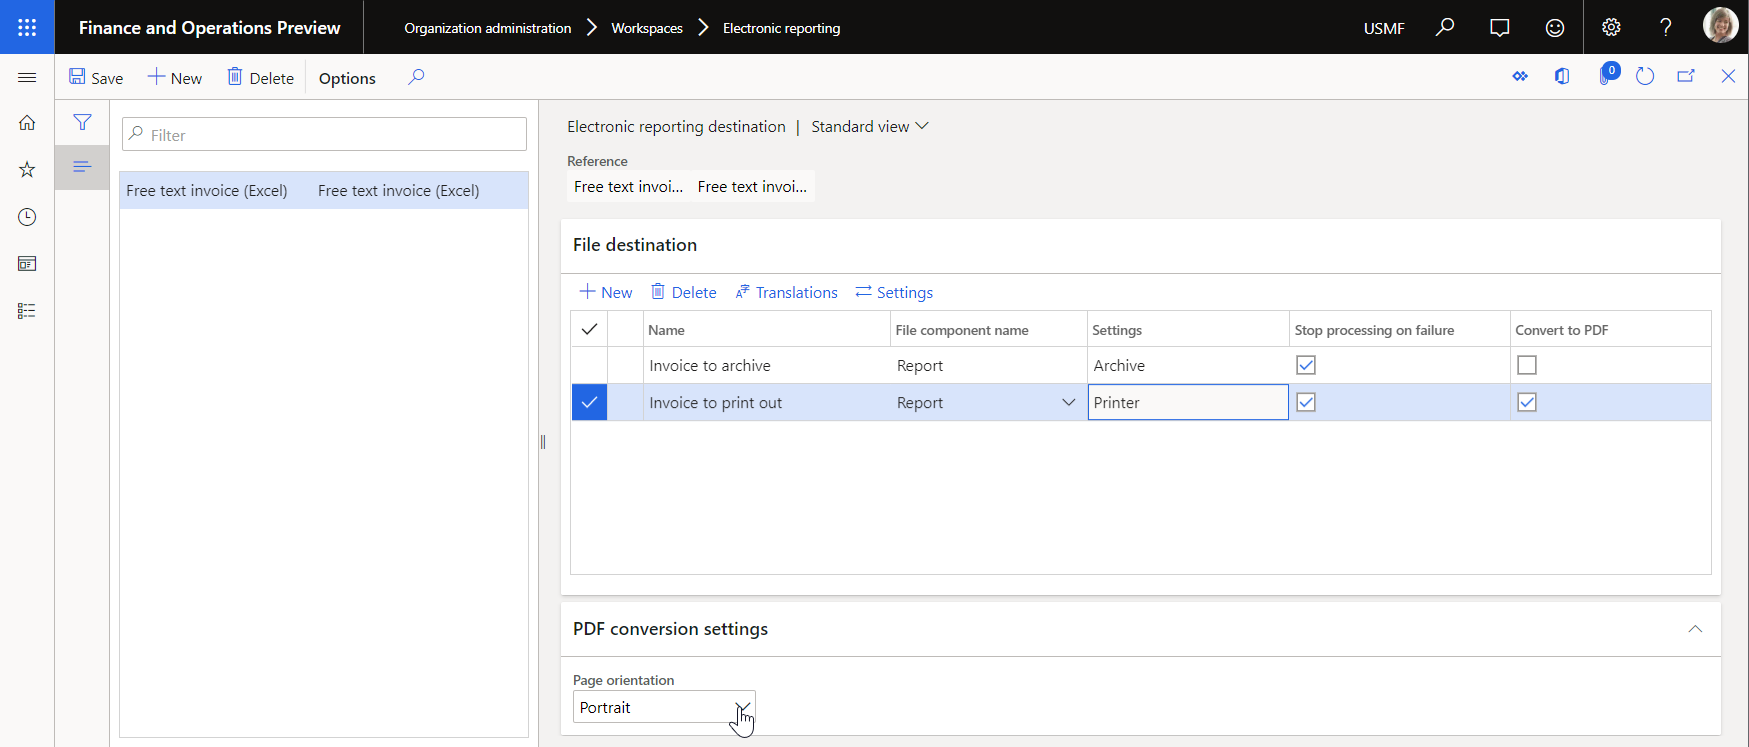 Finance and Operations Preview
Organization administration
Workspaces
Electronic reporting
USMF
?
Save
New
Delete
Options
0
Filter
Free text invoice (Excel) Free text invoice (Excel)
Electronic reporting destination | Standard view
Reference
Free text invoi... Free text invoi...
File destination
New
Delete
Translations
Settings
Name File component name Settings Stop processing on failure Convert to PDF
Invoice to archive Report Archive
Invoice to print out Report Printer
PDF conversion settings
Page orientation
Portrait